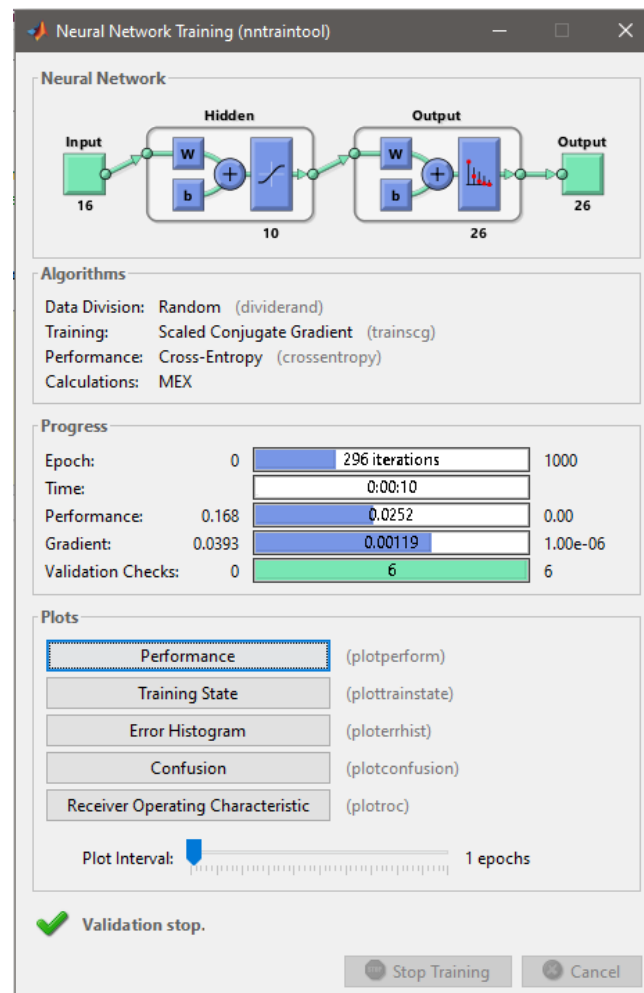 Neural Network Training (nntraintool)
Neural Network
Hidden
Output
Input
Output
W
W
b
b
16
10
26
26
Algorithms
Data Division: Random (dividerand)
Training: Scaled Conjugate Gradient (trainscg)
Performance: Cross-Entropy (crossentropy)
Calculations: MEX
Progress
Epoch: 0 296 iterations 1000
Time: 0:00:10
Performance: 0.168 0.0252 0.00
Gradient: 0.0393 0.00119 1.00e-06
Validation Checks: 0 6 6
Plots
Performance (plotperform)
Training State (plottrainstate)
Error Histogram (ploterrhist)
Confusion (plotconfusion)
Receiver Operating Characteristic (plotroc)
Plot Interval: 1 epochs
Validation stop.
Stop Training Cancel